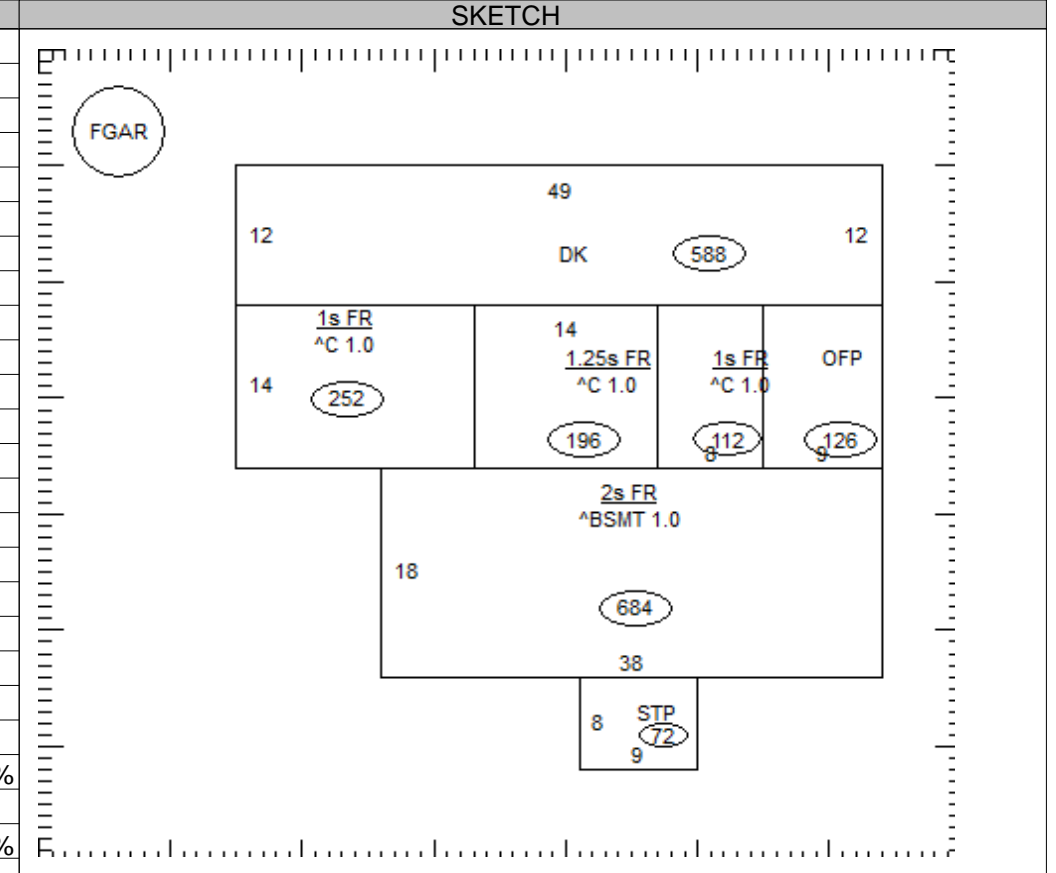 SKETCH
FGAR
49
12
12
DK
588
1s FR
^C 1.0
14
252
14
1.25s FR
^C 1.0
196
1s FR
^C 1.0
112
8
OFP
126
9
2s FR
^BSMT 1.0
18
684
38
STP
8
72
9
%
%